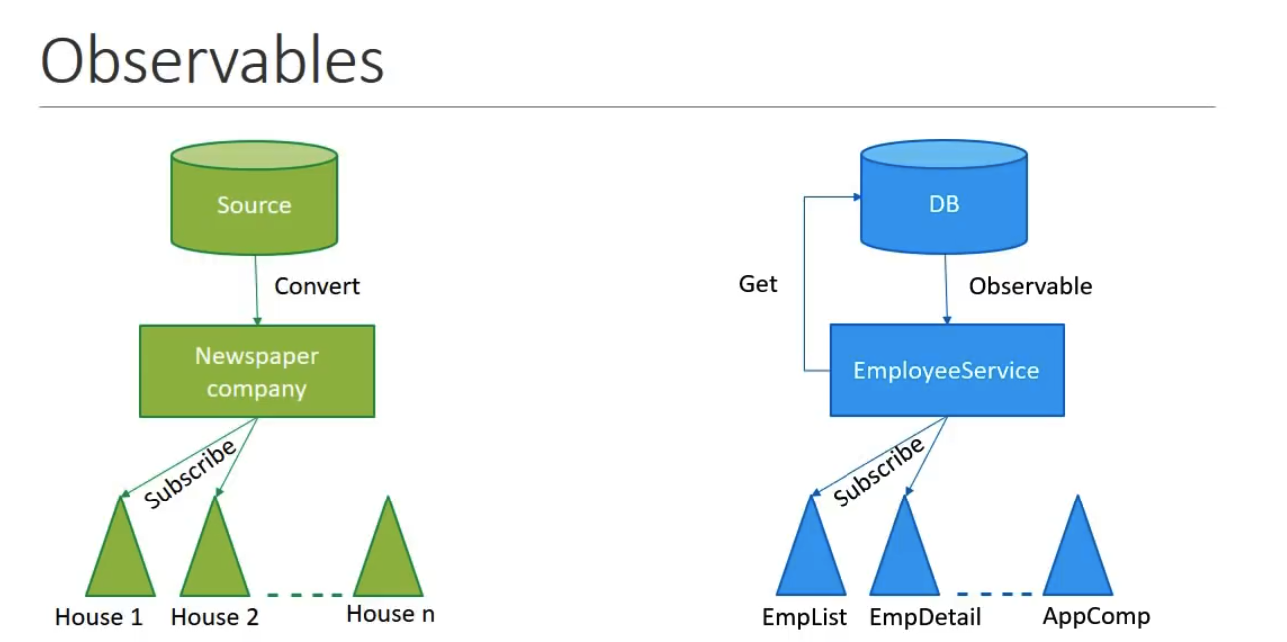 Observables
Source
Convert
Newspaper
company
Subscribe
House 1
House 2
House n
DB
Get
Observable
EmployeeService
Subscribe
EmpList
EmpDetail
AppComp